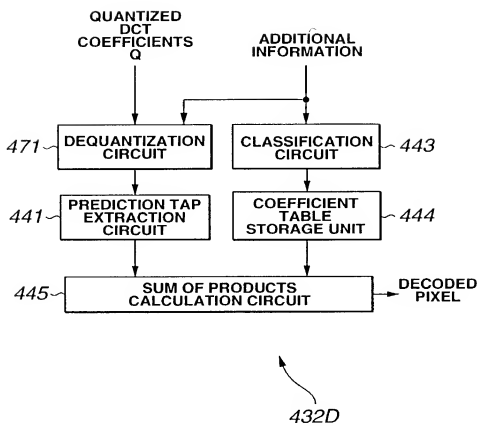 QUANTIZED
DCT
COEFFICIENTS
Q
ADDITIONAL
INFORMATION
471
DEQUANTIZATION
CIRCUIT
CLASSIFICATION
CIRCUIT
443
441
PREDICTION TAP
EXTRACTION
CIRCUIT
COEFFICIENT
TABLE
STORAGE UNIT
444
445
SUM OF PRODUCTS
CALCULATION CIRCUIT
DECODED
PIXEL
432D